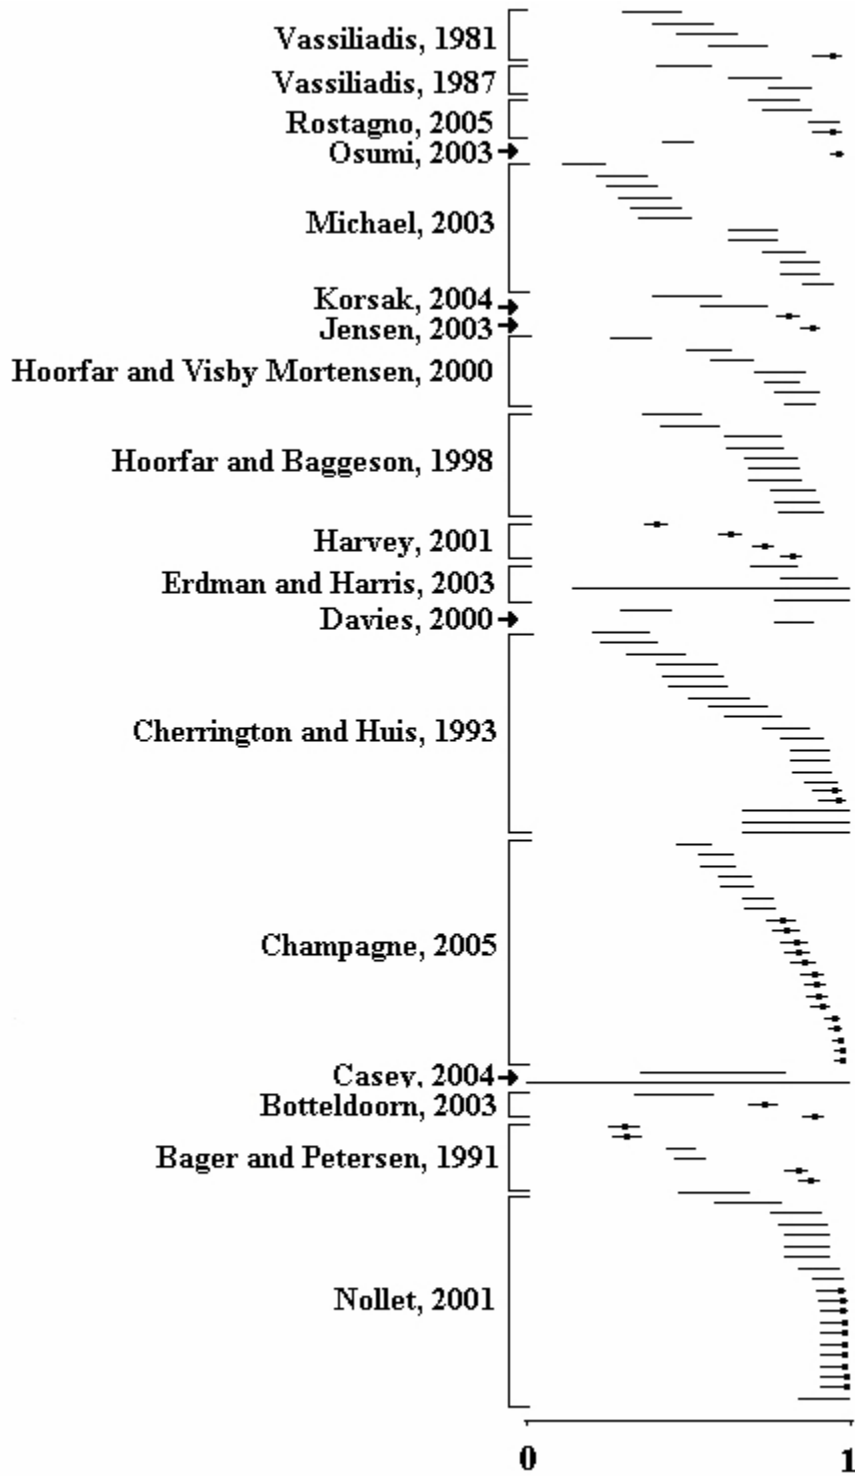 Vassiliadis, 1981
Vassiliadis, 1987
Rostagno, 2005
Osumi, 2003
Michael, 2003
Korsak, 2004
Jensen, 2003
Hoorfar and Visby Mortensen, 2000
Hoorfar and Baggeson, 1998
Harvey, 2001
Erdman and Harris, 2003
Davies, 2000
Cherrington and Huis, 1993
Champagne, 2005
Casey, 2004
Botteldoorn, 2003
Bager and Petersen, 1991
Nollet, 2001
0 1